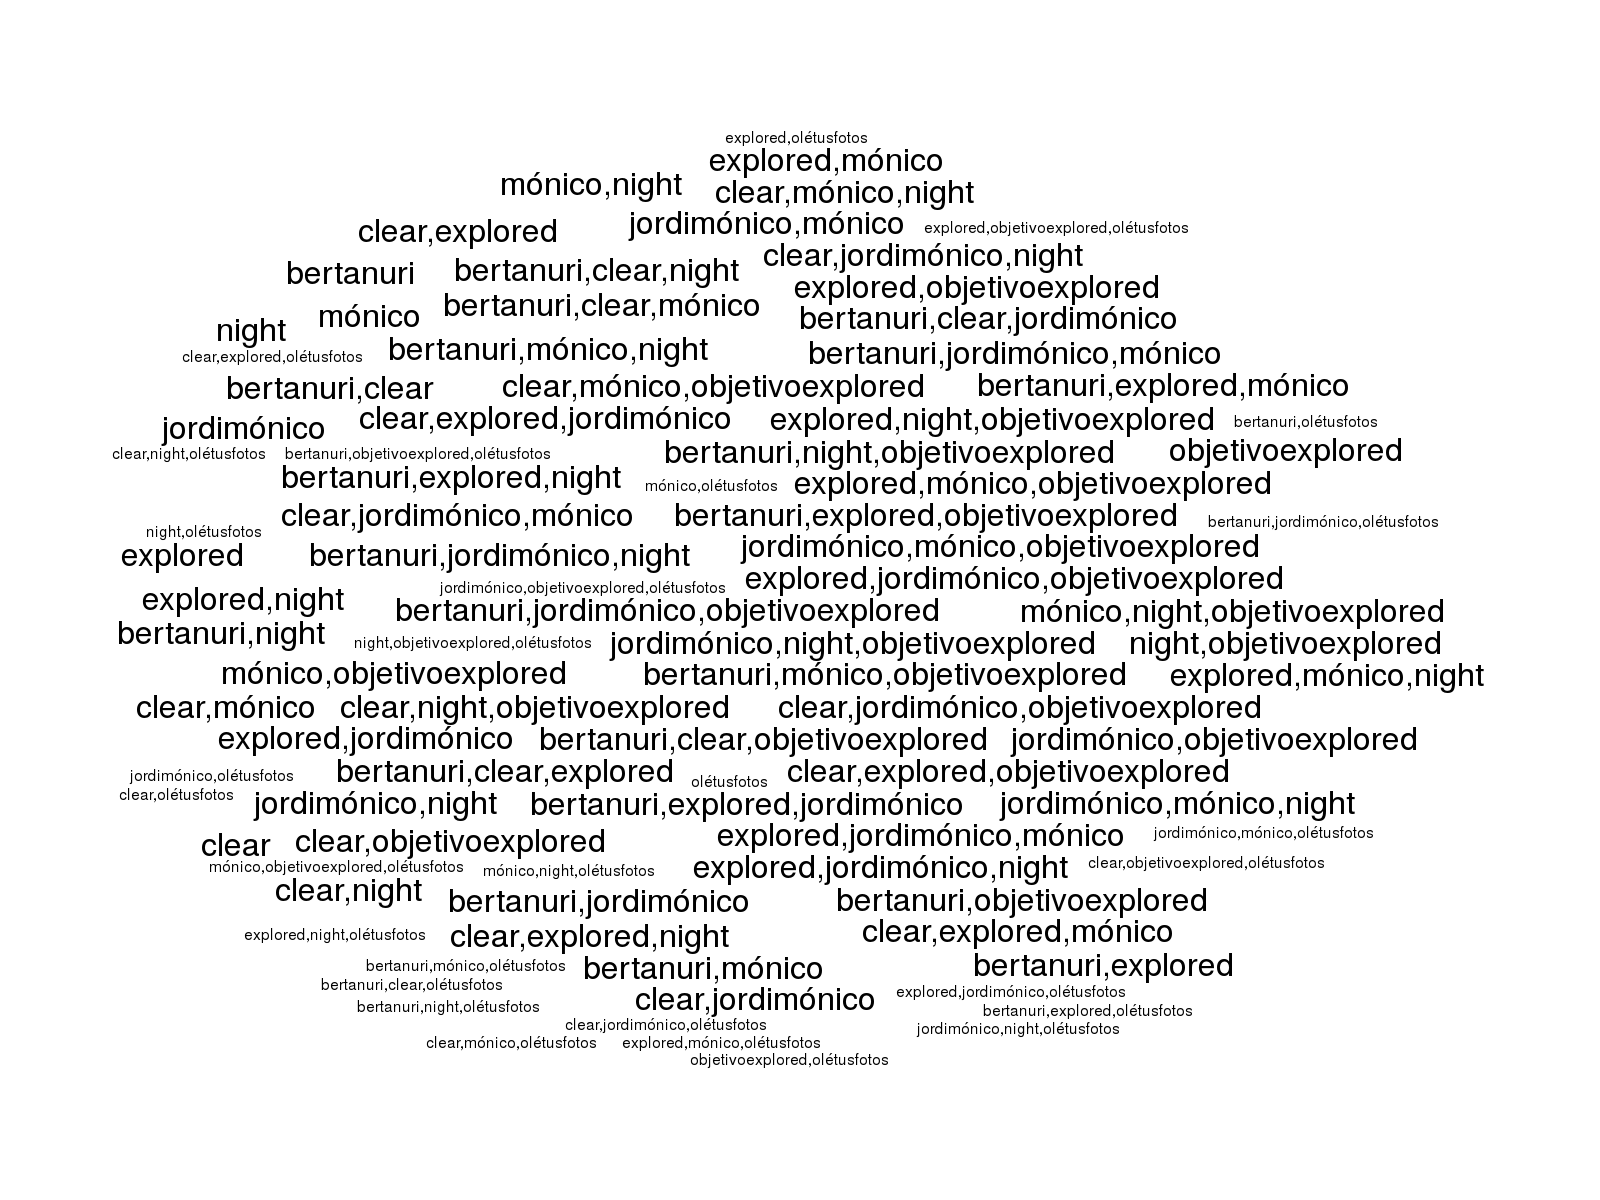 explored,olétusfotos
explored,mónico
mónico,night clear,mónico,night
clear,explored jordimónico,mónico explored,objetivoexplored,olétusfotos
clear,jordimónico,night
bertanuri bertanuri,clear,night
explored,objetivoexplored
mónico bertanuri,clear,mónico bertanuri,clear,jordimónico
night
clear,explored,olétusfotos bertanuri,mónico,night bertanuri,jordimónico,mónico
bertanuri,clear clear,mónico,objetivoexplored bertanuri,explored,mónico
jordimónico clear,explored,jordimónico explored,night,objetivoexplored bertanuri,olétusfotos
clear,night,olétusfotos bertanuri,objetivoexplored,olétusfotos bertanuri,night,objetivoexplored objetivoexplored
bertanuri,explored,night mónico,olétusfotos explored,mónico,objetivoexplored
clear,jordimónico,mónico bertanuri,explored,objetivoexplored bertanuri,jordimónico,olétusfotos
night,olétusfotos
explored bertanuri,jordimónico,night jordimónico,mónico,objetivoexplored
jordimónico,objetivoexplored,olétusfotos explored,jordimónico,objetivoexplored
explored,night bertanuri,jordimónico,objetivoexplored mónico,night,objetivoexplored
bertanuri,night night,objetivoexplored,olétusfotos jordimónico,night,objetivoexplored night,objetivoexplored
mónico,objetivoexplored bertanuri,mónico,objetivoexplored explored,mónico,night
clear,mónico clear,night,objetivoexplored clear,jordimónico,objetivoexplored
explored,jordimónico bertanuri,clear,objetivoexplored jordimónico,objetivoexplored
jordimónico,olétusfotos bertanuri,clear,explored olétusfotos clear,explored,objetivoexplored
clear,olétusfotos jordimónico,night bertanuri,explored,jordimónico jordimónico,mónico,night
clear clear,objetivoexplored explored,jordimónico,mónico jordimónico,mónico,olétusfotos
mónico,objetivoexplored,olétusfotos mónico,night,olétusfotos explored,jordimónico,night clear,objetivoexplored,olétusfotos
clear,night bertanuri,jordimónico bertanuri,objetivoexplored
explored,night,olétusfotos clear,explored,night clear,explored,mónico
bertanuri,mónico,olétusfotos bertanuri,mónico bertanuri,explored
bertanuri,clear,olétusfotos
bertanuri,night,olétusfotos clear,jordimónico explored,jordimónico,olétusfotos
bertanuri,explored,olétusfotos
clear,jordimónico,olétusfotos jordimónico,night,olétusfotos
clear,mónico,olétusfotos explored,mónico,olétusfotos
objetivoexplored,olétusfotos